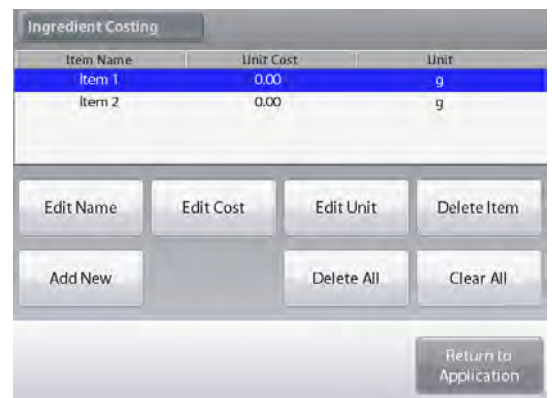 Ingredient Costing
Item Name Unit Cost Unit
Item 1 0.00 g
Item 2 0.00 g
Edit Name Edit Cost Edit Unit Delete Item
Add New Delete All Clear All
Return to
Application